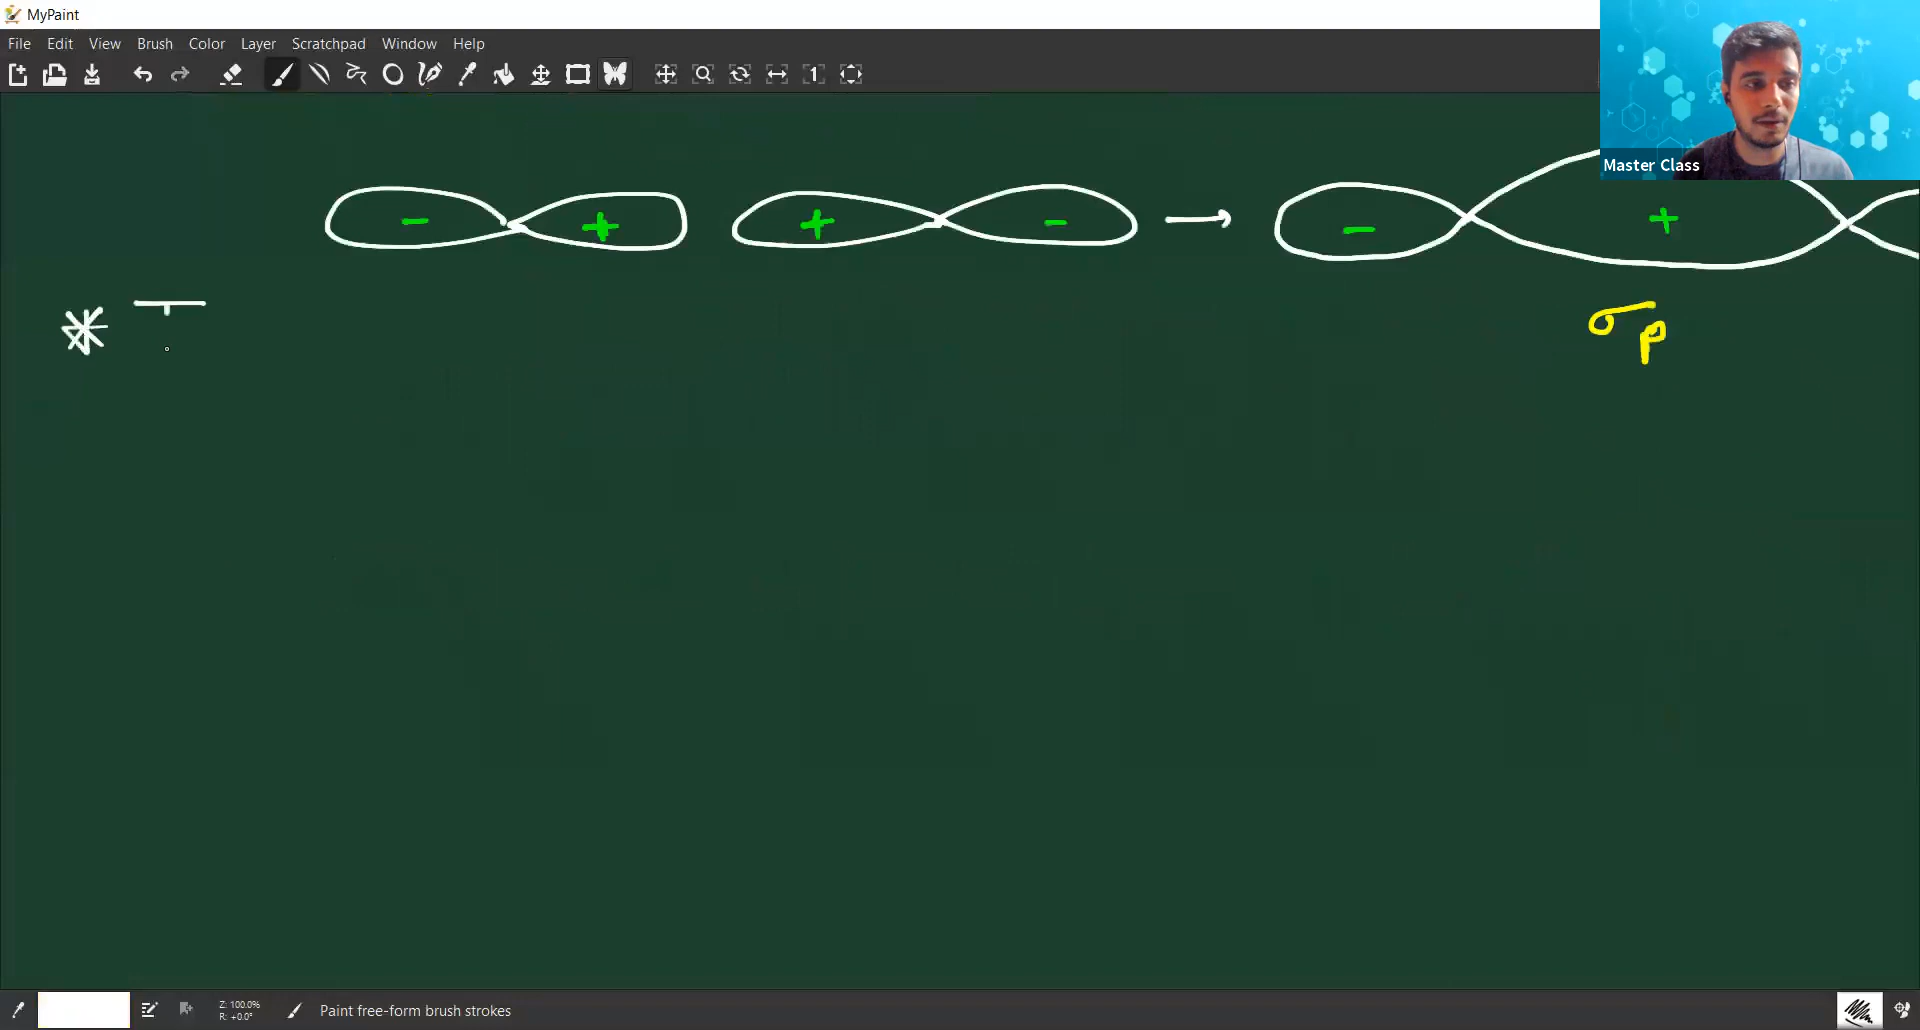 MyPaint
File Edit View Brush Color Layer Scratchpad Window Help
1
Master Class
- + + - → - +
* T
σp
Z: 100.0%
R: +0.0°
Paint free-form brush strokes